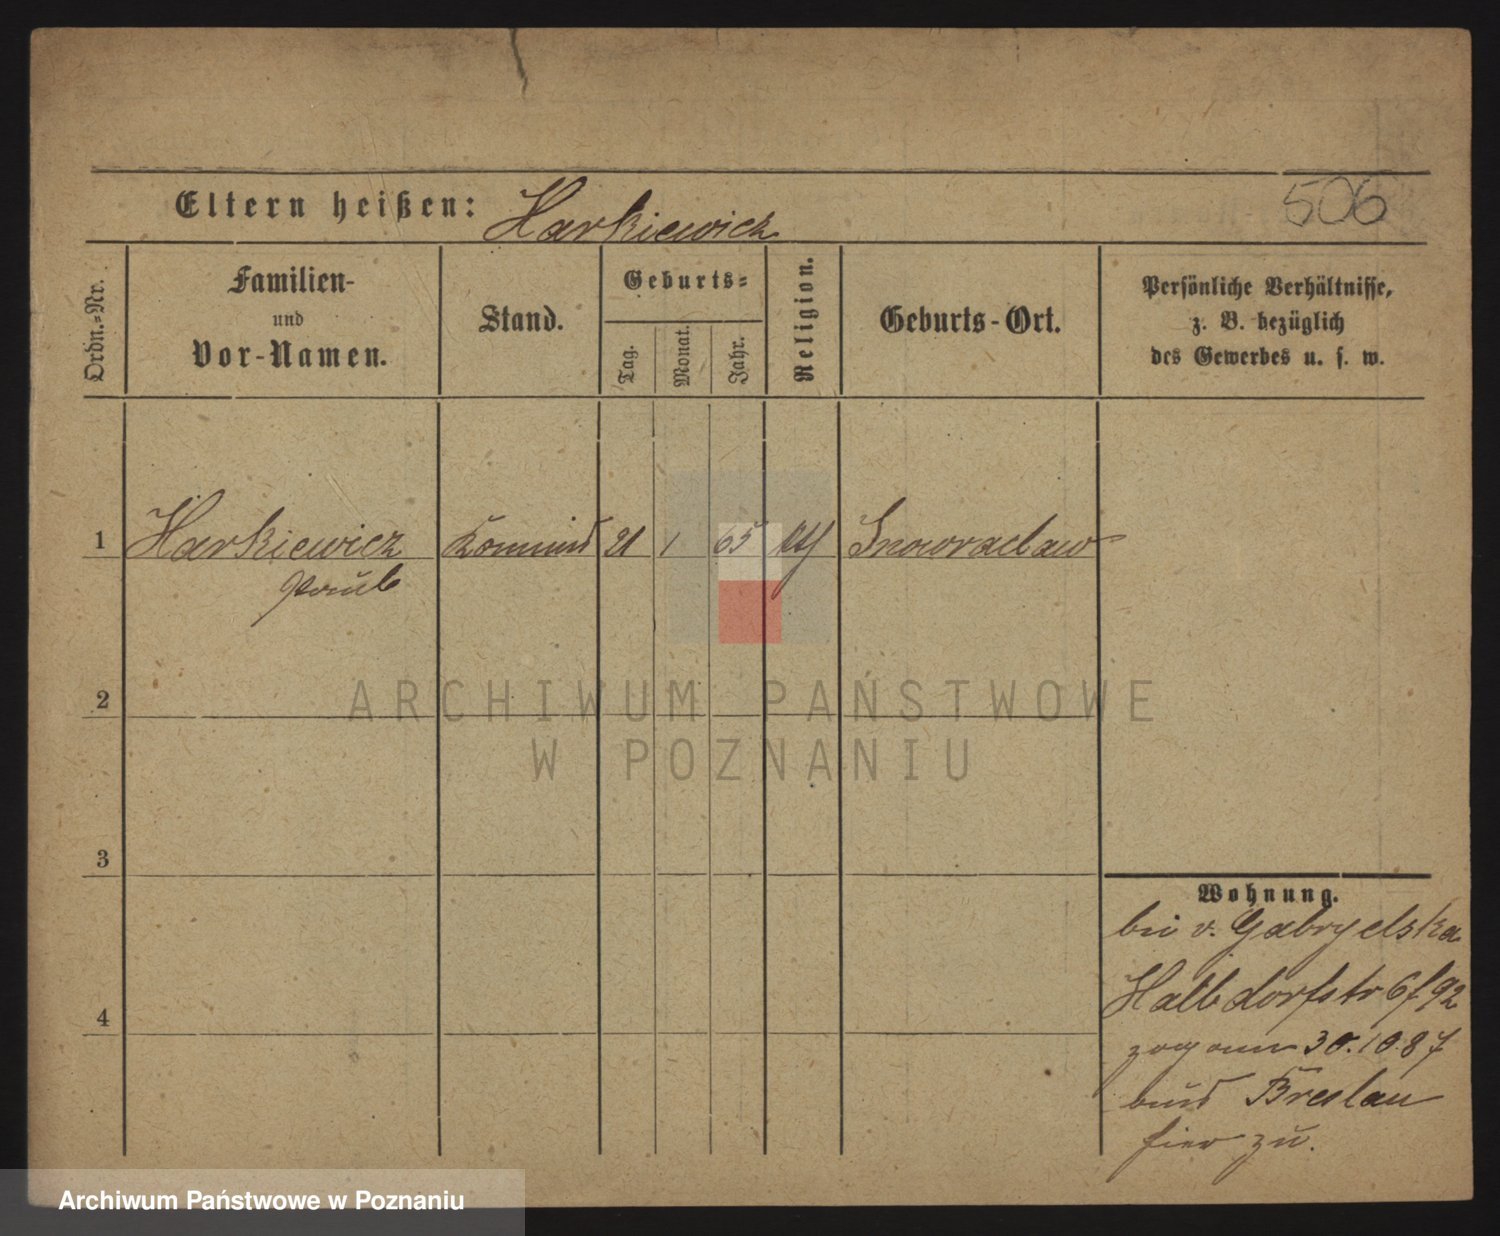 506
Eltern heißen: Harkiewicz
Ordn.-Nr.
Familien-
und
Vor-Namen.
Stand.
Geburts-
Tag.
Monat.
Jahr.
Religion.
Geburts-Ort.
Persönliche Verhältnisse,
z. B. bezüglich
des Gewerbes u. s. w.
1 Harkiewicz 21 1 65 Inowraclaw
Paul
2
3
4
Wohnung.
bei v. Gabryelska
Halbdorfstr 6/92
zog am 30.10.87
aus Breslau
hier zu.
ARCHIWUM PAŃSTWOWE
W POZNANIU
Archiwum Państwowe w Poznaniu